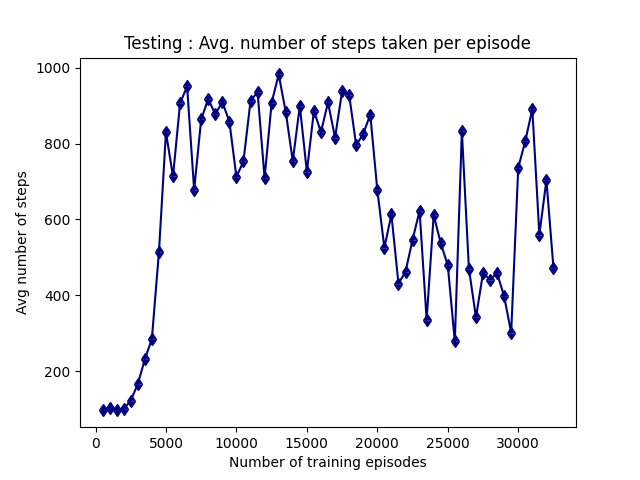 Testing : Avg. number of steps taken per episode
1000
800
600
400
200
Avg number of steps
0 5000 10000 15000 20000 25000 30000
Number of training episodes